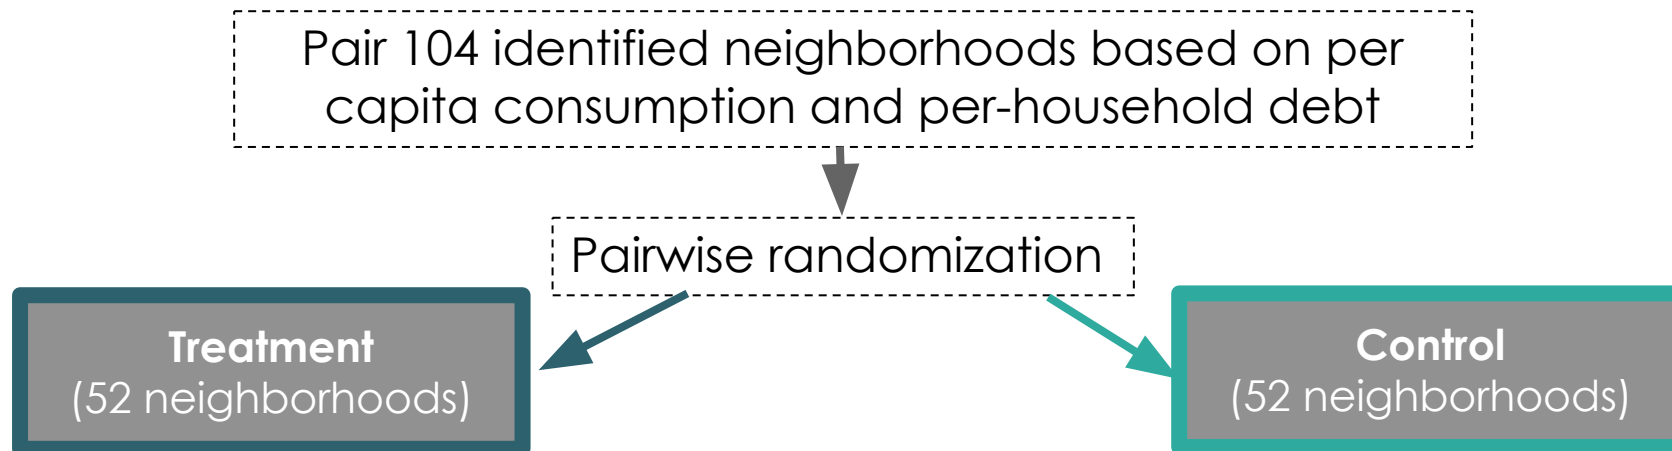 Pair 104 identified neighborhoods based on per
capita consumption and per-household debt
Pairwise randomization
Treatment
(52 neighborhoods)
Control
(52 neighborhoods)